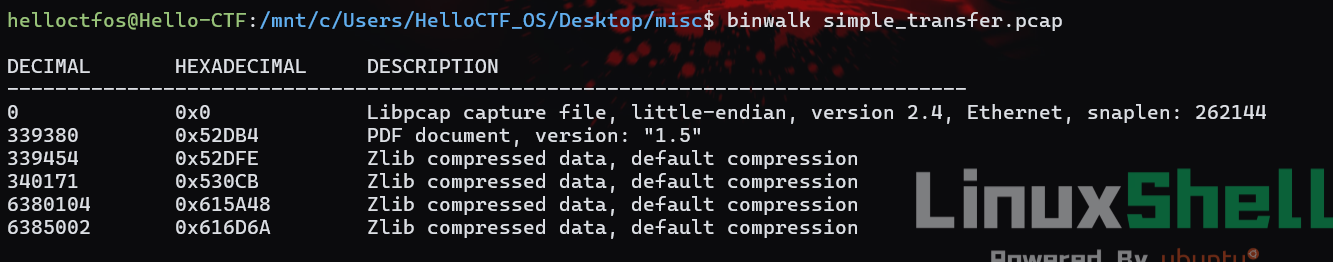 helloctfos@Hello-CTF:/mnt/c/Users/HelloCTF_OS/Desktop/misc$ binwalk simple_transfer.pcap
DECIMAL HEXADECIMAL DESCRIPTION
--------------------------------------------------------------------------------
0 0x0 Libpcap capture file, little-endian, version 2.4, Ethernet, snaplen: 262144
339380 0x52DB4 PDF document, version: "1.5"
339454 0x52DFE Zlib compressed data, default compression
340171 0x530CB Zlib compressed data, default compression
6380104 0x615A48 Zlib compressed data, default compression
6385002 0x616D6A Zlib compressed data, default compression
LinuxShell
Powered By ubuntu